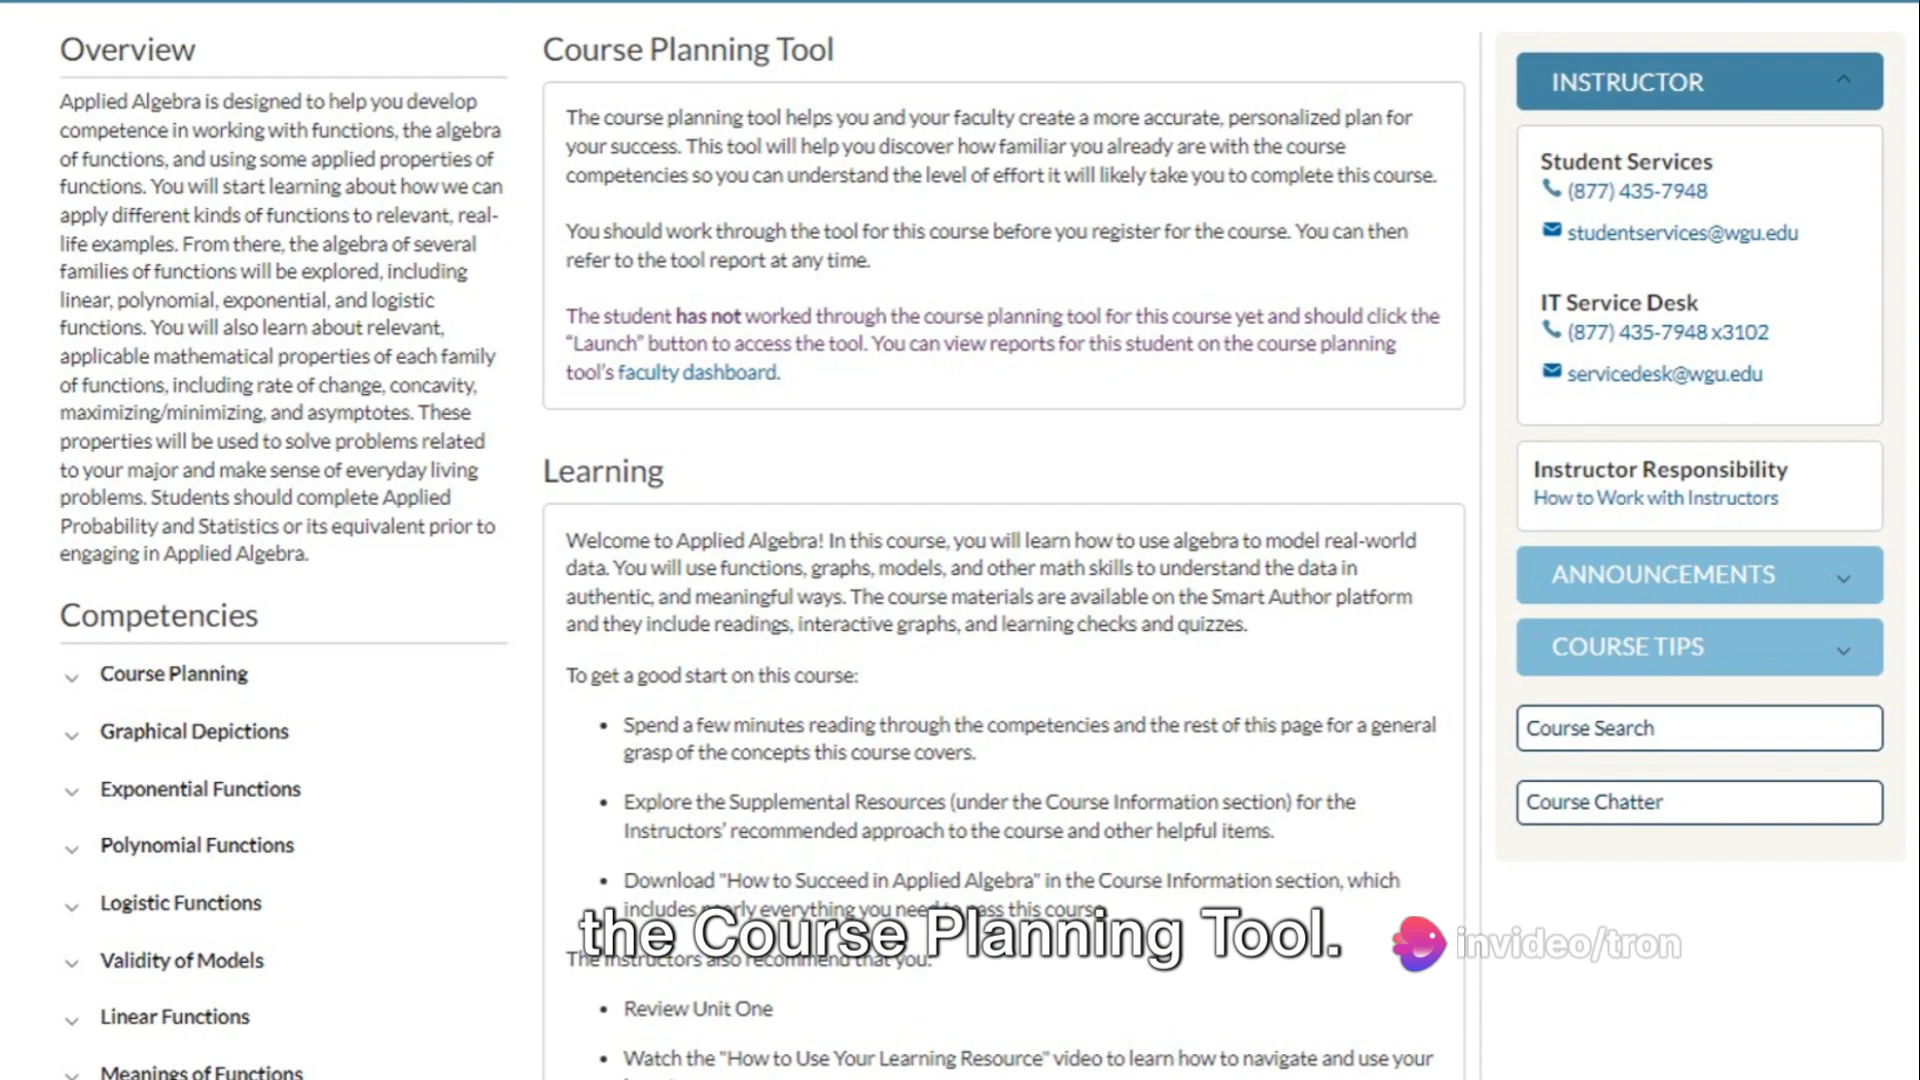 Overview
Applied Algebra is designed to help you develop
competence in working with functions, the algebra
of functions, and using some applied properties of
functions. You will start learning about how we can
apply different kinds of functions to relevant, real-
life examples. From there, the algebra of several
families of functions will be explored, including
linear, polynomial, exponential, and logistic
functions. You will also learn about relevant,
applicable mathematical properties of each family
of functions, including rate of change, concavity,
maximizing/minimizing, and asymptotes. These
properties will be used to solve problems related
to your major and make sense of everyday living
problems. Students should complete Applied
Probability and Statistics or its equivalent prior to
engaging in Applied Algebra.
Competencies
Course Planning
Graphical Depictions
Exponential Functions
Polynomial Functions
Logistic Functions
Validity of Models
Linear Functions
Meanings of Functions
Course Planning Tool
The course planning tool helps you and your faculty create a more accurate, personalized plan for
your success. This tool will help you discover how familiar you already are with the course
competencies so you can understand the level of effort it will likely take you to complete this course.
You should work through the tool for this course before you register for the course. You can then
refer to the tool report at any time.
The student has not worked through the course planning tool for this course yet and should click the
“Launch” button to access the tool. You can view reports for this student on the course planning
tool’s faculty dashboard.
Learning
Welcome to Applied Algebra! In this course, you will learn how to use algebra to model real-world
data. You will use functions, graphs, models, and other math skills to understand the data in
authentic, and meaningful ways. The course materials are available on the Smart Author platform
and they include readings, interactive graphs, and learning checks and quizzes.
To get a good start on this course:
• Spend a few minutes reading through the competencies and the rest of this page for a general
grasp of the concepts this course covers.
• Explore the Supplemental Resources (under the Course Information section) for the
Instructors’ recommended approach to the course and other helpful items.
• Download "How to Succeed in Applied Algebra" in the Course Information section, which
includes nearly everything you need to pass this course.
the Course Planning Tool.
The instructors also recommend that you:
• Review Unit One
• Watch the "How to Use Your Learning Resource" video to learn how to navigate and use your
INSTRUCTOR
Student Services
(877) 435-7948
studentservices@wgu.edu
IT Service Desk
(877) 435-7948 x3102
servicedesk@wgu.edu
Instructor Responsibility
How to Work with Instructors
ANNOUNCEMENTS
COURSE TIPS
Course Search
Course Chatter
invideo/tron